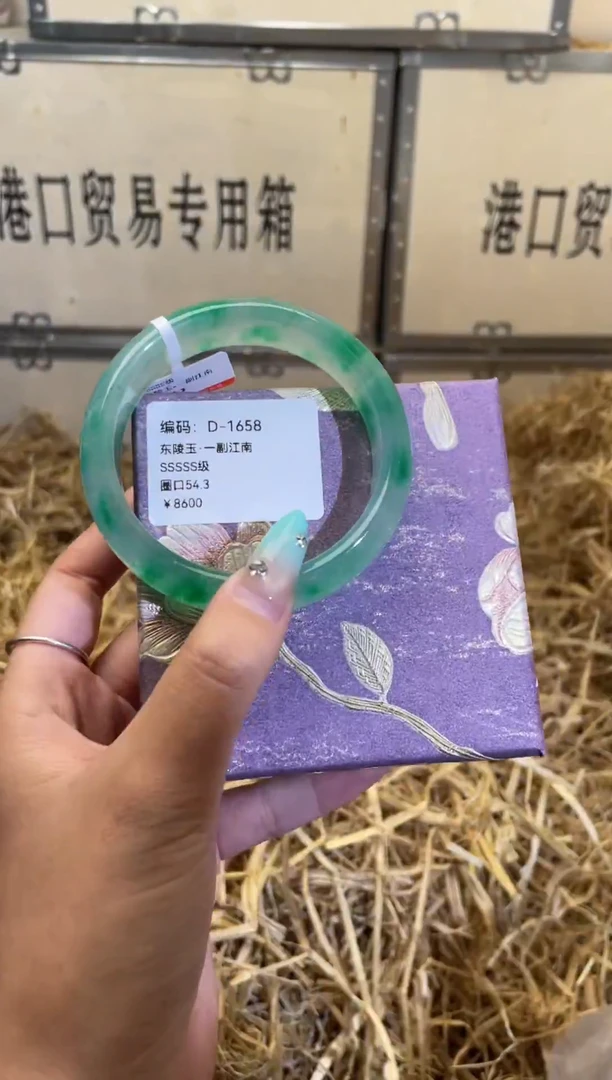 港口贸易专用箱
港口贸
编码：D-1658
东陵玉·一副江南
SSSSS级
圈口54.3
￥8600